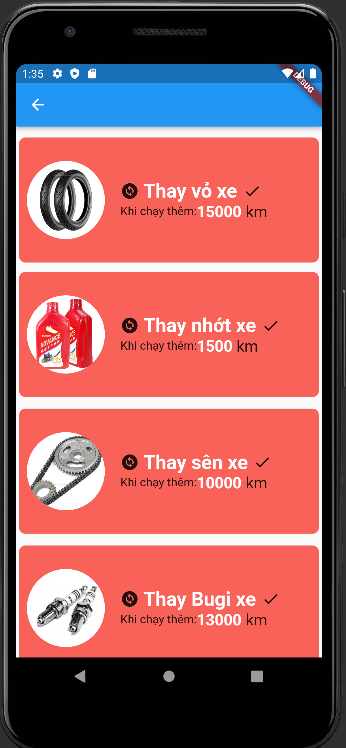 1:35
DEBUG
Thay vỏ xe
Khi chạy thêm:15000 km
Thay nhớt xe
ADVANCE
Khi chạy thêm:1500 km
Thay sên xe
Khi chạy thêm:10000 km
Thay Bugi xe
Khi chạy thêm:13000 km